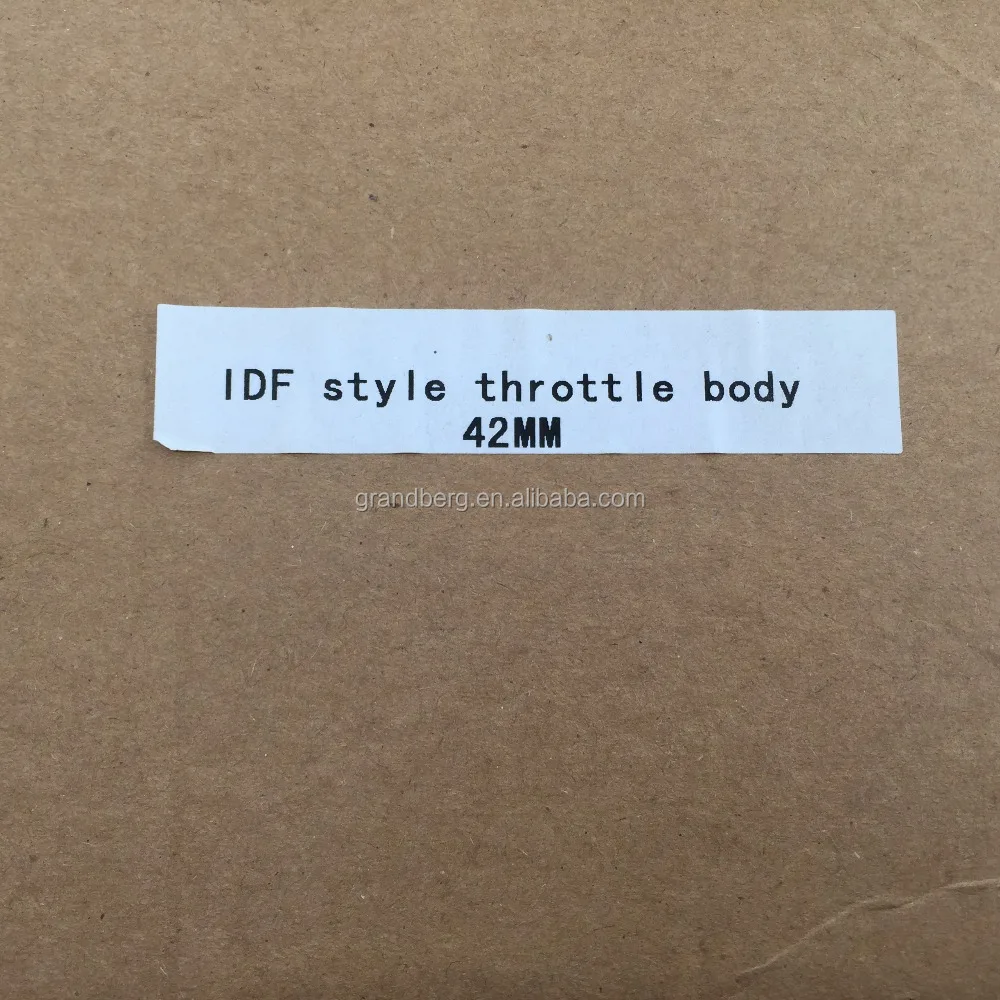 IDF style throttle body
42MM
grandberg.en.alibaba.com